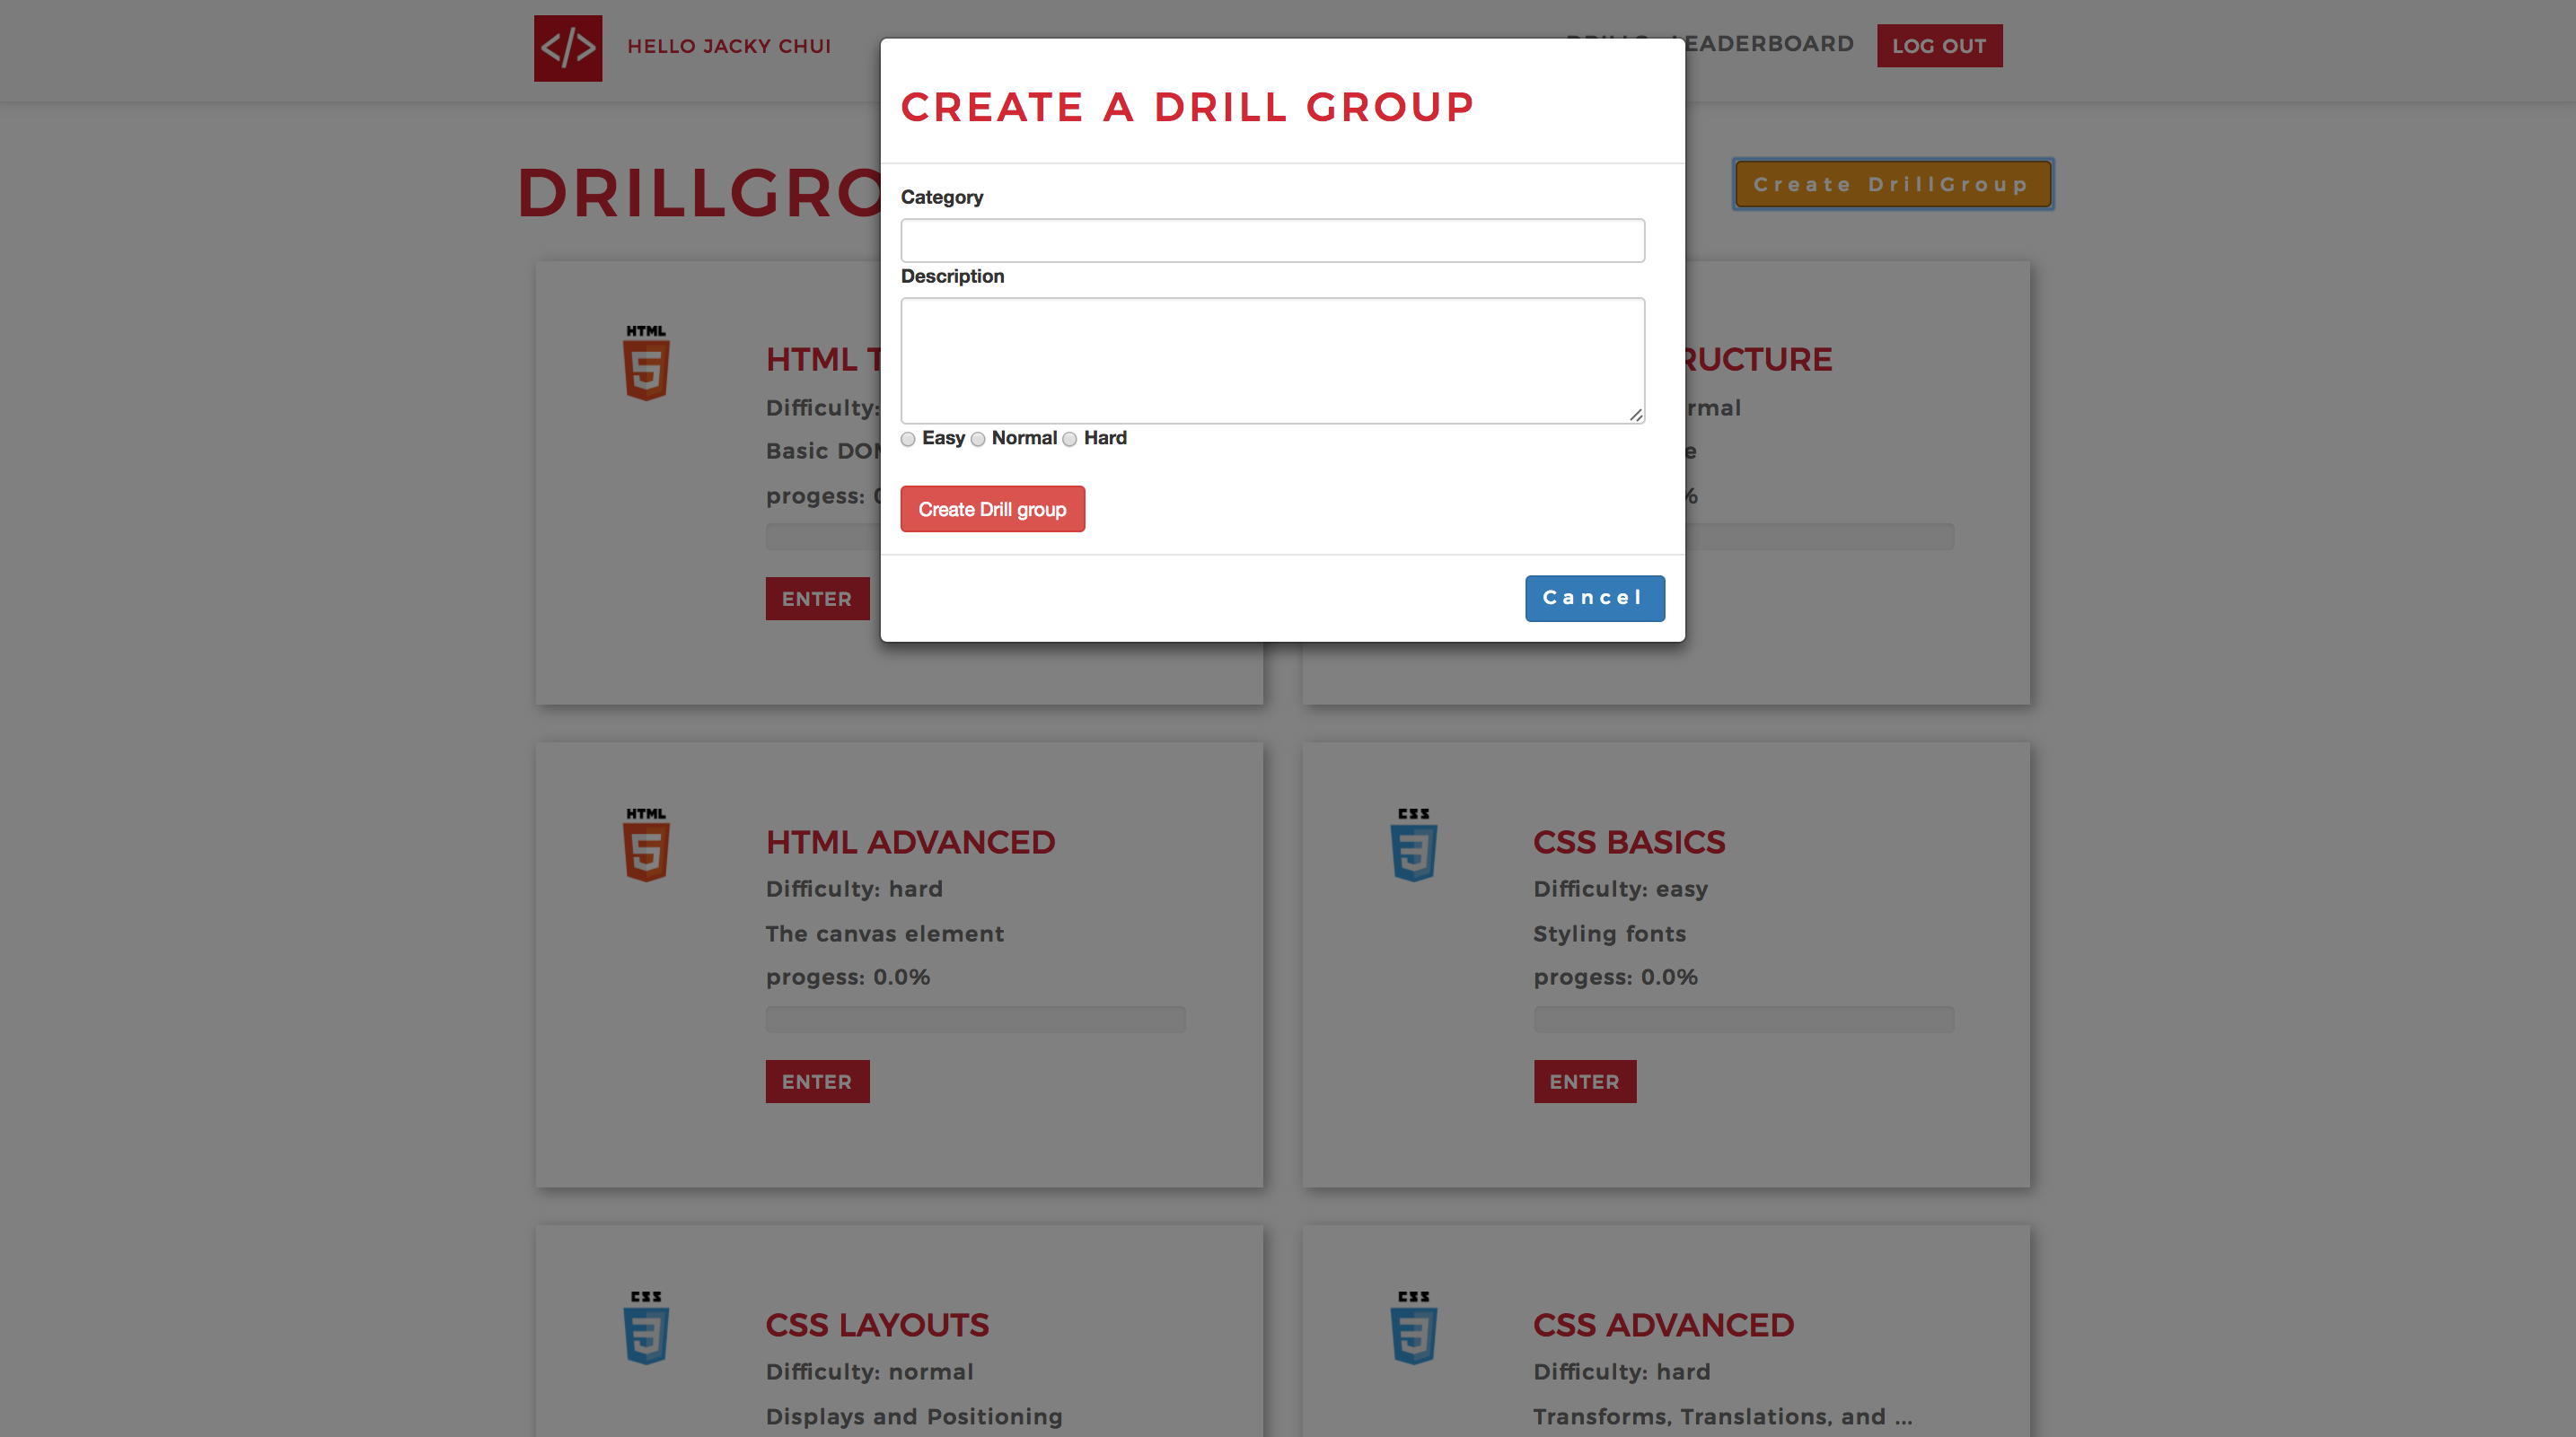 </> HELLO JACKY CHUI LEADERBOARD LOG OUT
CREATE A DRILL GROUP
DRILLGRO Create DrillGroup
Category
Description
Easy Normal Hard
Create Drill group
Cancel
HTML
HTML T
Difficulty:
Basic DOM
progess: 0
ENTER
RUCTURE
rmal
e
%
HTML
HTML ADVANCED
Difficulty: hard
The canvas element
progess: 0.0%
ENTER
CSS
CSS BASICS
Difficulty: easy
Styling fonts
progess: 0.0%
ENTER
CSS
CSS LAYOUTS
Difficulty: normal
Displays and Positioning
CSS
CSS ADVANCED
Difficulty: hard
Transforms, Translations, and ...